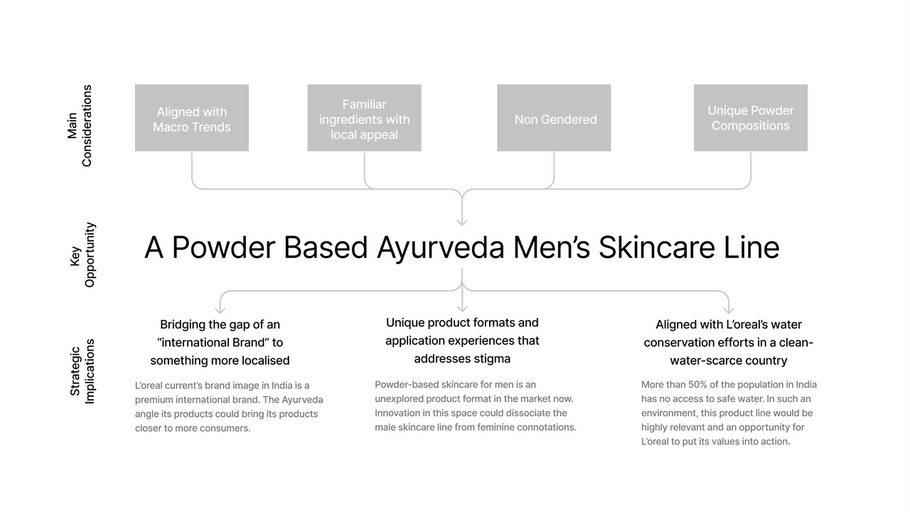 Main
Considerations
Aligned with
Macro Trends
Familiar
ingredients with
local appeal
Non Gendered
Unique Powder
Compositions
Key
Opportunity
A Powder Based Ayurveda Men's Skincare Line
Strategic
Implications
Bridging the gap of an
"international Brand" to
something more localised
L'oreal current's brand image in India is a
premium international brand. The Ayurveda
angle its products could bring its products
closer to more consumers.
Unique product formats and
application experiences that
addresses stigma
Powder-based skincare for men is an
unexplored product format in the market now.
Innovation in this space could dissociate the
male skincare line from feminine connotations.
Aligned with L'oreal's water
conservation efforts in a clean-
water-scarce country
More than 50% of the population in India
has no access to safe water. In such an
environment, this product line would be
highly relevant and an opportunity for
L'oreal to put its values into action.